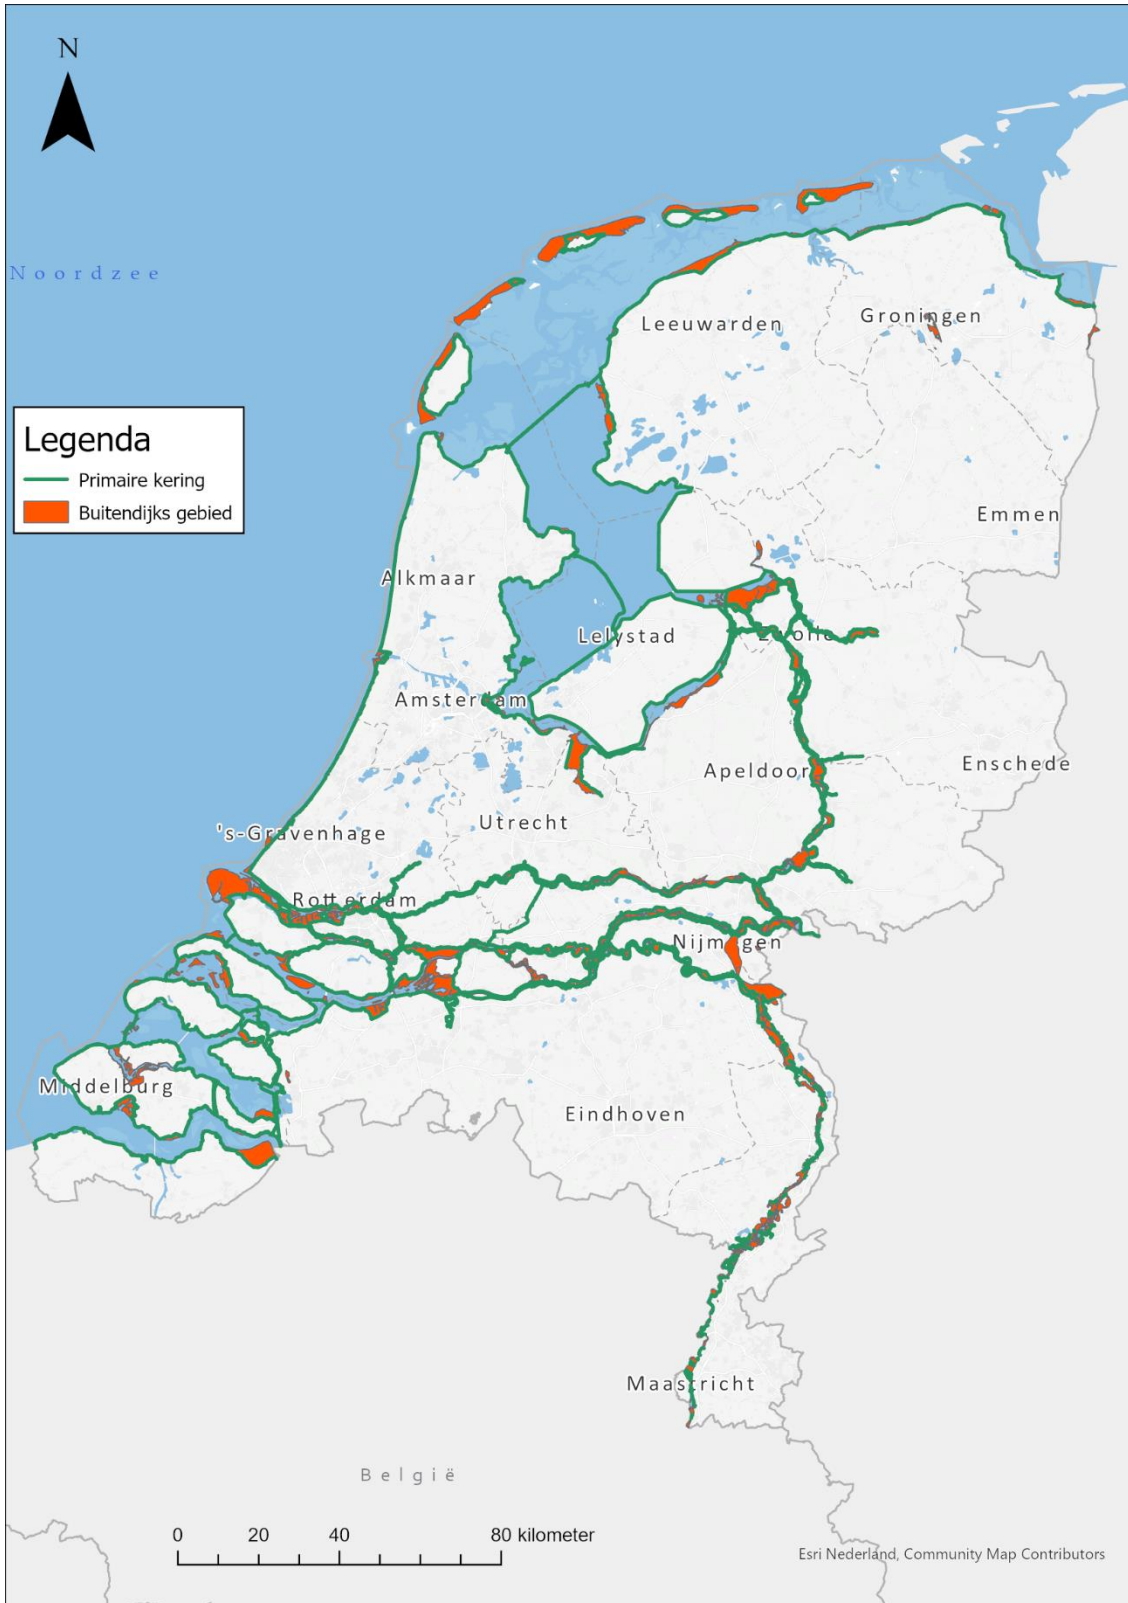 N
Noordzee
Leeuwarden
Groningen
Legenda
Primaire kering
Buitendijks gebied
Emmen
Alkmaar
Lelystad
Zwolle
Amsterdam
Apeldoor
Enschede
Utrecht
's-Gravenhage
Rotterdam
Nijmegen
Middelburg
Eindhoven
Maastricht
België
0 20 40 80 kilometer
Esri Nederland, Community Map Contributors